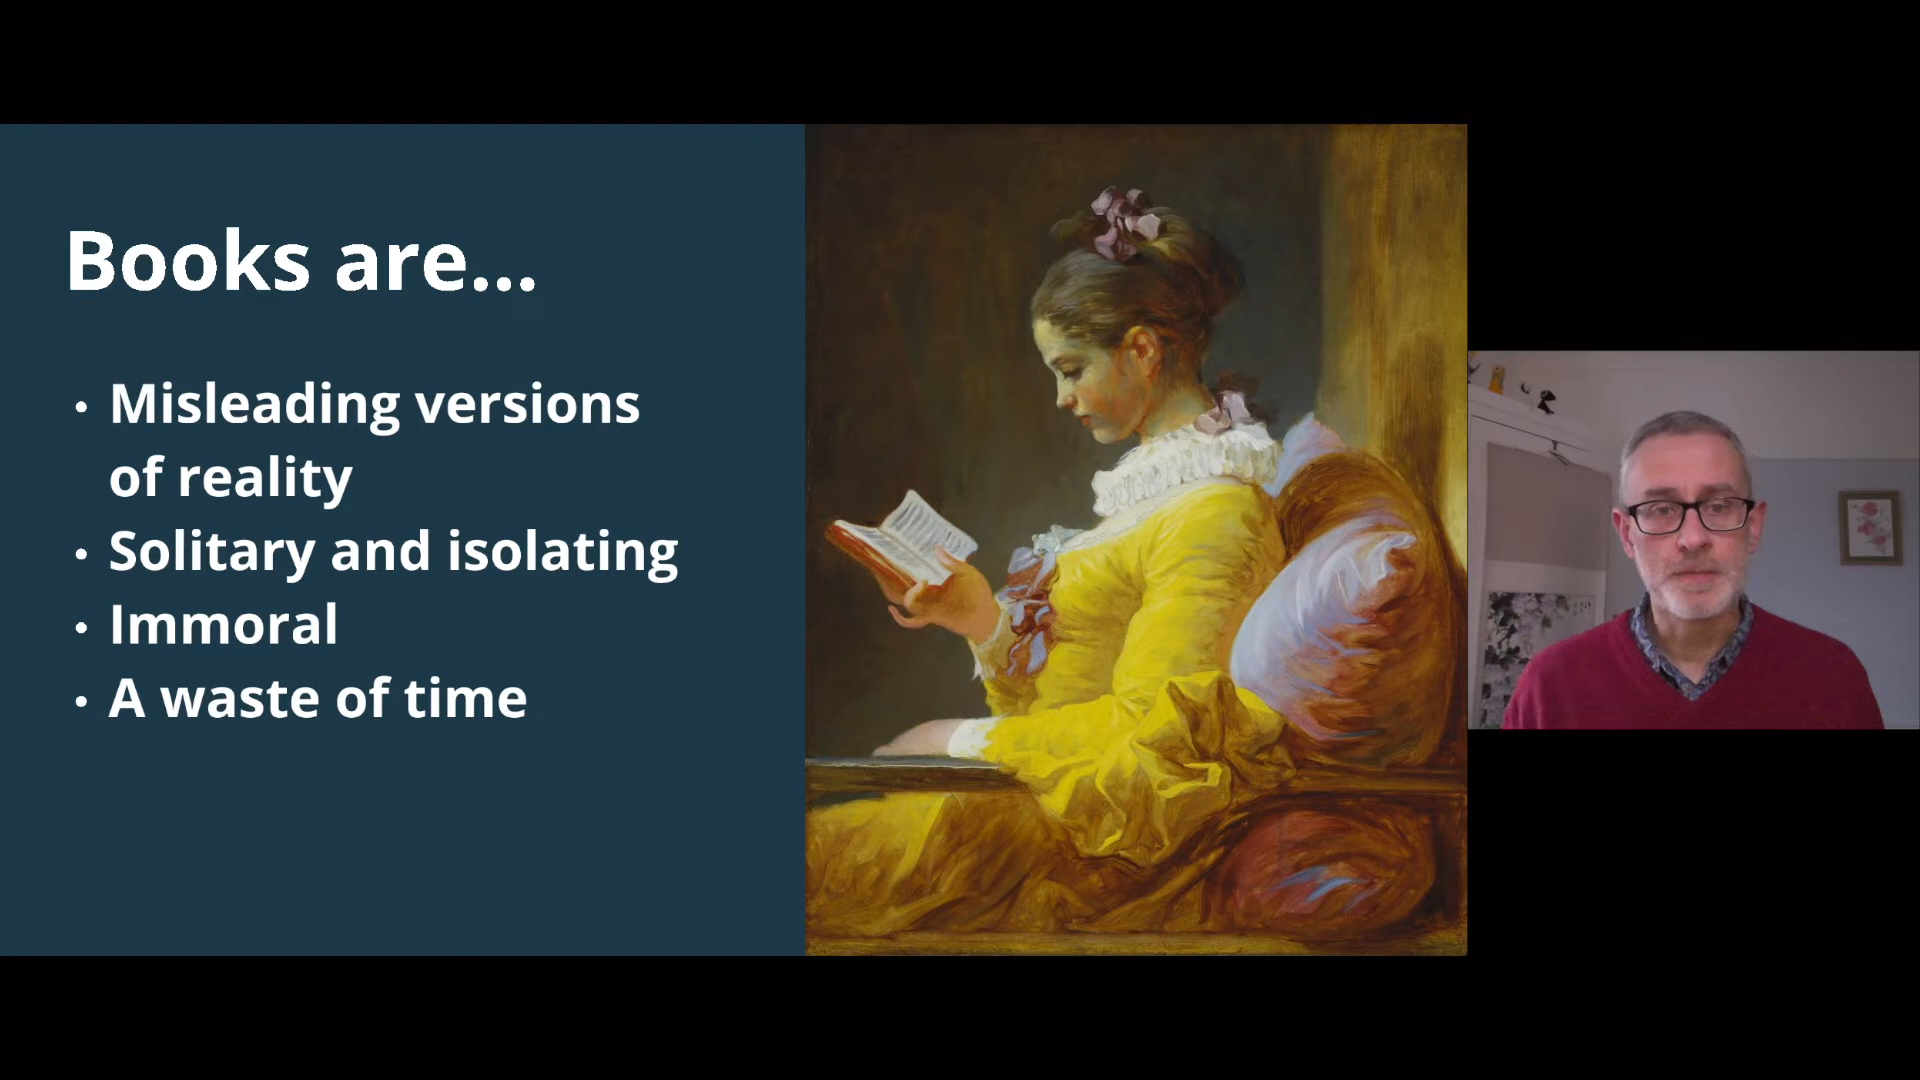 Books are...
• Misleading versions
of reality
• Solitary and isolating
• Immoral
• A waste of time